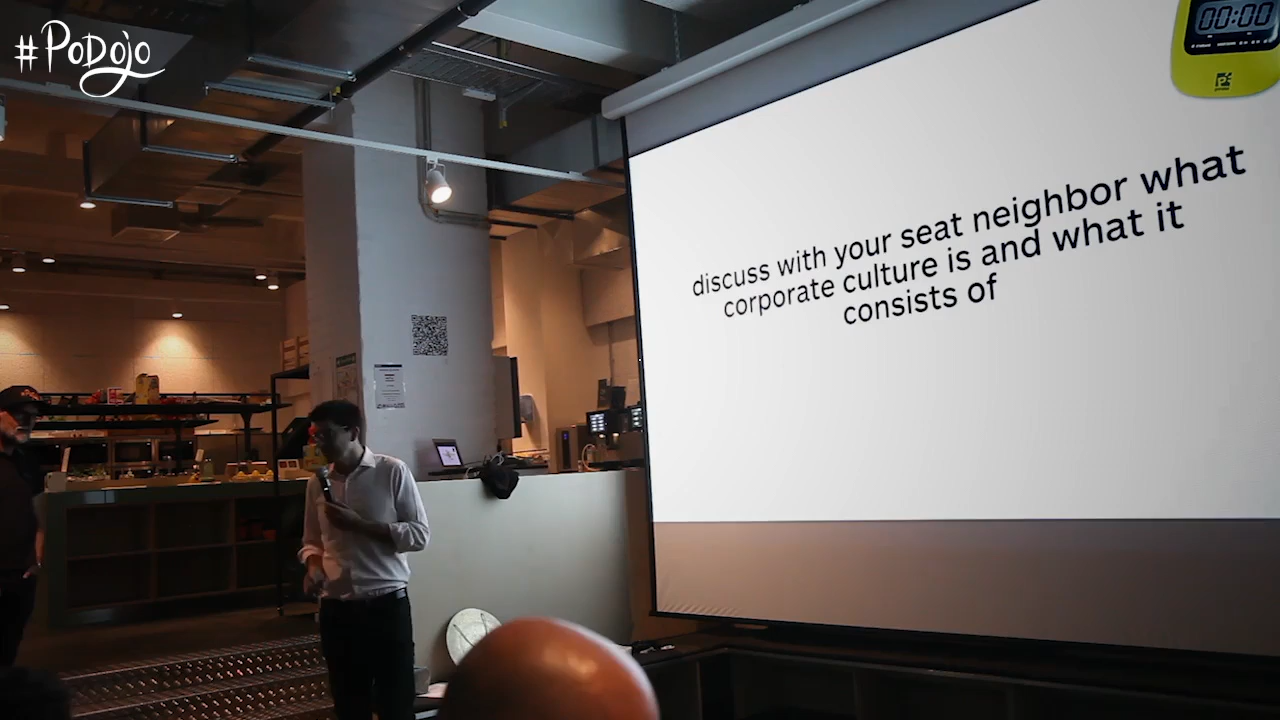 #PoDojo
00:00
discuss with your seat neighbor what
corporate culture is and what it
consists of